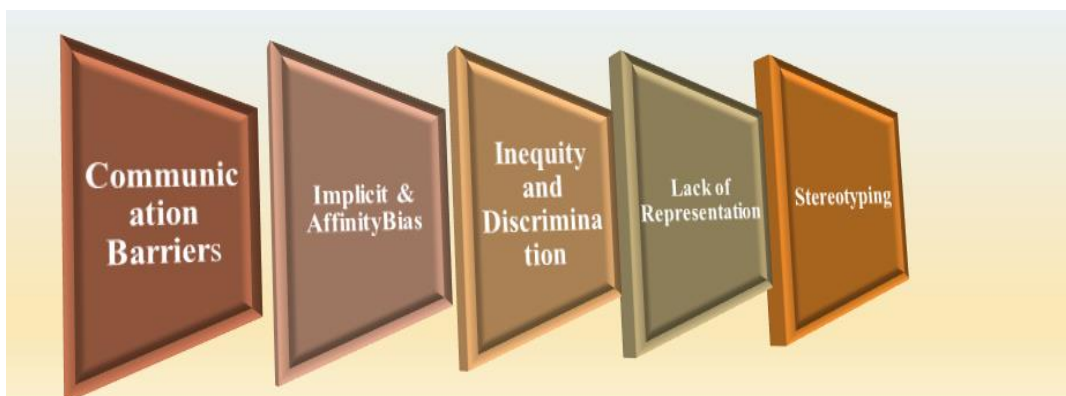 Communic
ation
Barriers
Implicit &
AffinityBias
Inequity
and
Discrimina
tion
Lack of
Representation
Stereotyping